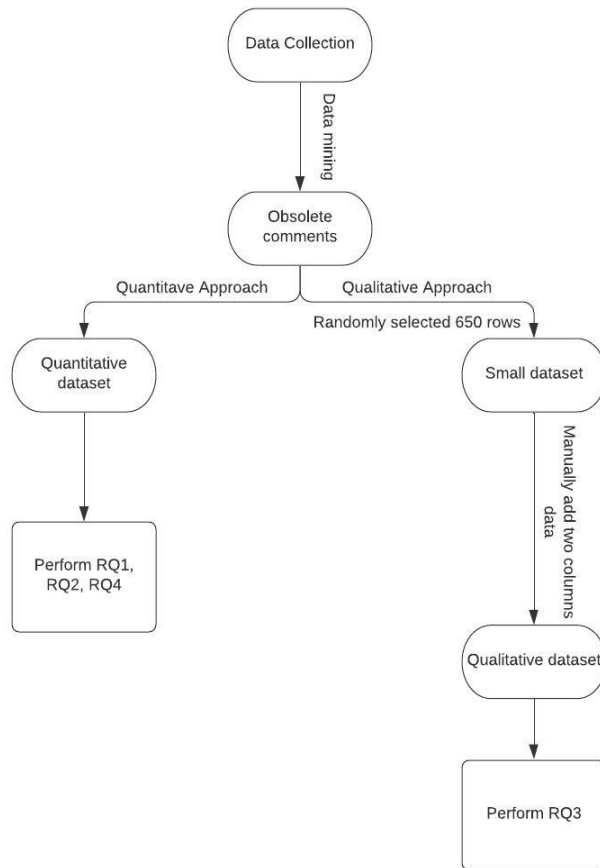 Data Collection
Data mining
Obsolete
comments
Quantitave Approach
Qualitative Approach
Randomly selected 650 rows
Quantitative
dataset
Small dataset
Manually add two columns
data
Perform RQ1,
RQ2, RQ4
Qualitative dataset
Perform RQ3